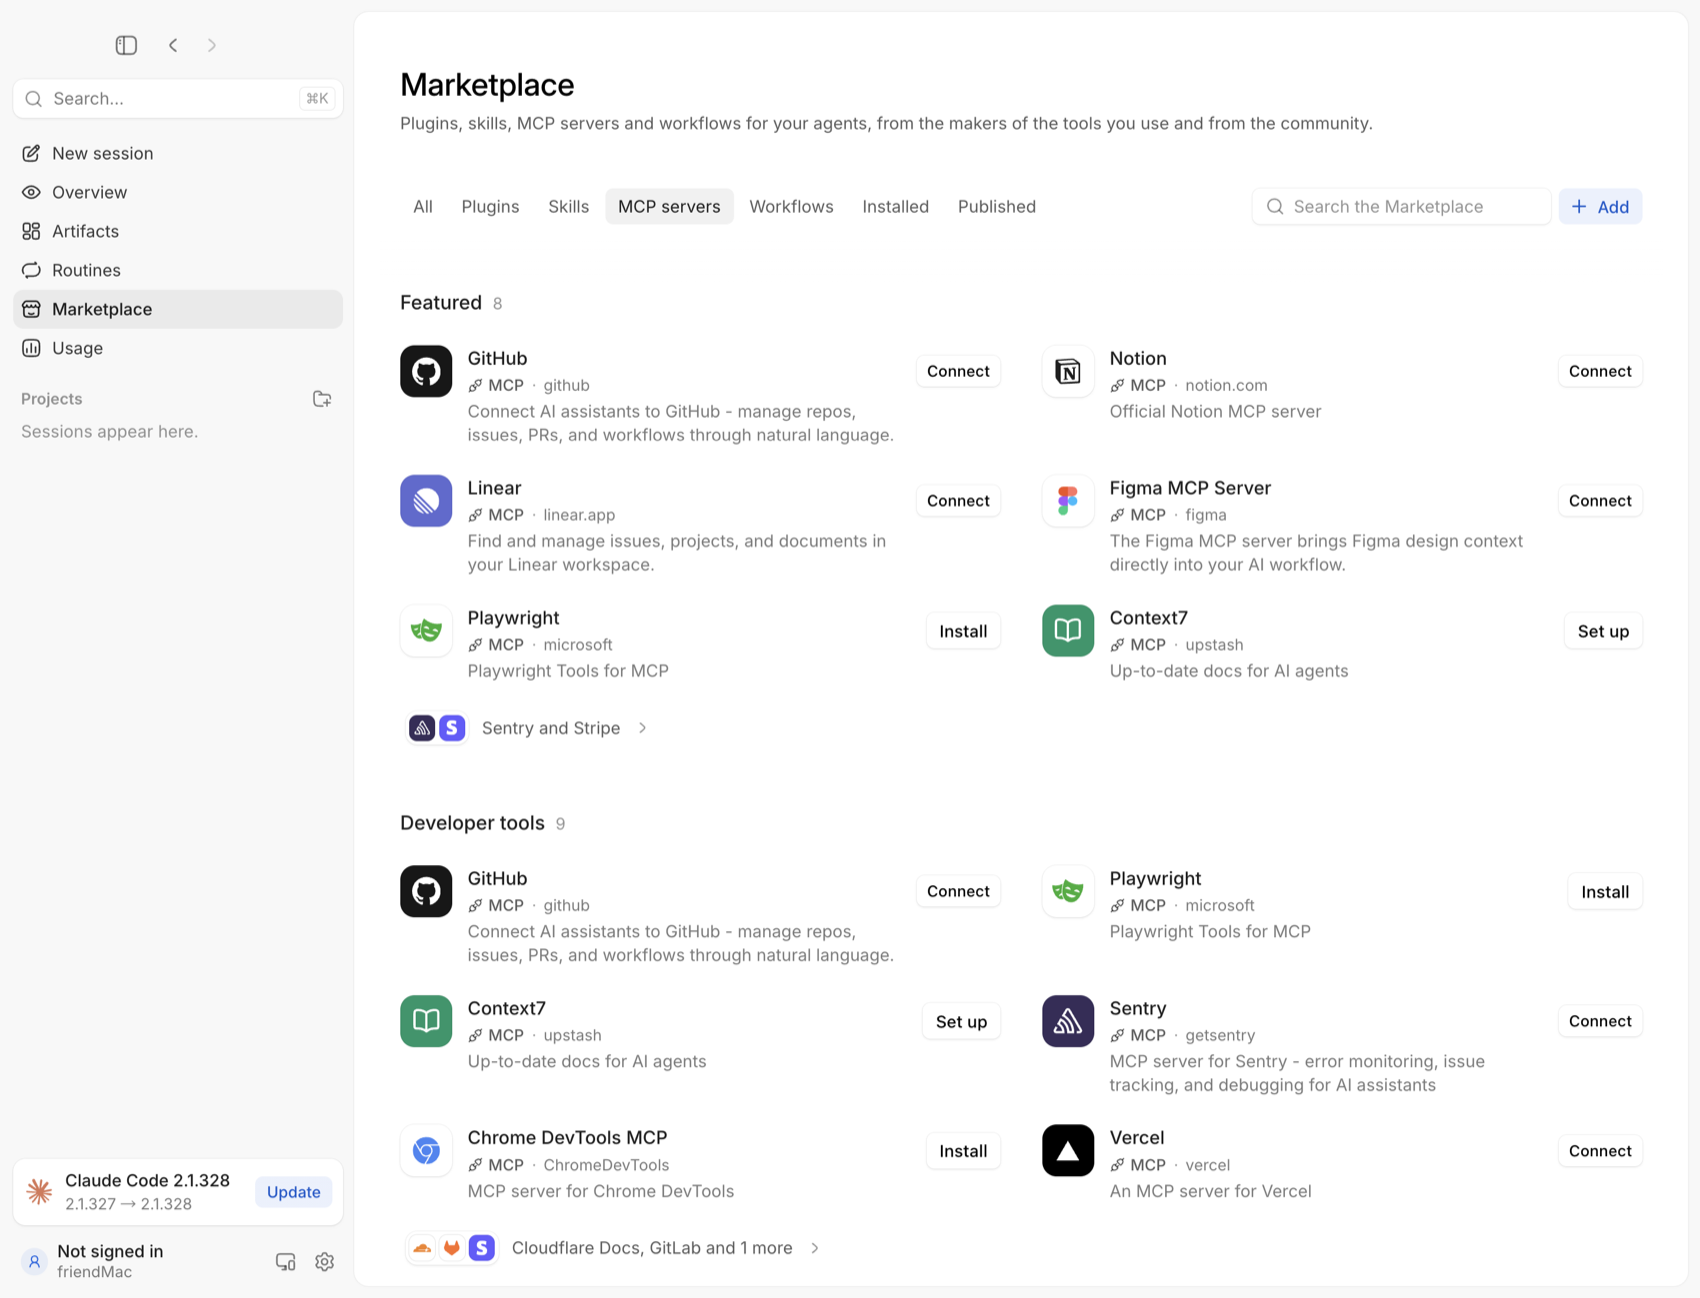 Search...
⌘K
New session
Overview
Artifacts
Routines
Marketplace
Usage
Projects
Sessions appear here.
Claude Code 2.1.328
2.1.327 → 2.1.328
Update
Not signed in
friendMac
Marketplace
Plugins, skills, MCP servers and workflows for your agents, from the makers of the tools you use and from the community.
All
Plugins
Skills
MCP servers
Workflows
Installed
Published
Search the Marketplace
+ Add
Featured 8
GitHub
MCP · github
Connect AI assistants to GitHub - manage repos,
issues, PRs, and workflows through natural language.
Connect
Notion
MCP · notion.com
Official Notion MCP server
Connect
Linear
MCP · linear.app
Find and manage issues, projects, and documents in
your Linear workspace.
Connect
Figma MCP Server
MCP · figma
The Figma MCP server brings Figma design context
directly into your AI workflow.
Connect
Playwright
MCP · microsoft
Playwright Tools for MCP
Install
Context7
MCP · upstash
Up-to-date docs for AI agents
Set up
Sentry and Stripe
Developer tools 9
GitHub
MCP · github
Connect AI assistants to GitHub - manage repos,
issues, PRs, and workflows through natural language.
Connect
Playwright
MCP · microsoft
Playwright Tools for MCP
Install
Context7
MCP · upstash
Up-to-date docs for AI agents
Set up
Sentry
MCP · getsentry
MCP server for Sentry - error monitoring, issue
tracking, and debugging for AI assistants
Connect
Chrome DevTools MCP
MCP · ChromeDevTools
MCP server for Chrome DevTools
Install
Vercel
MCP · vercel
An MCP server for Vercel
Connect
Cloudflare Docs, GitLab and 1 more